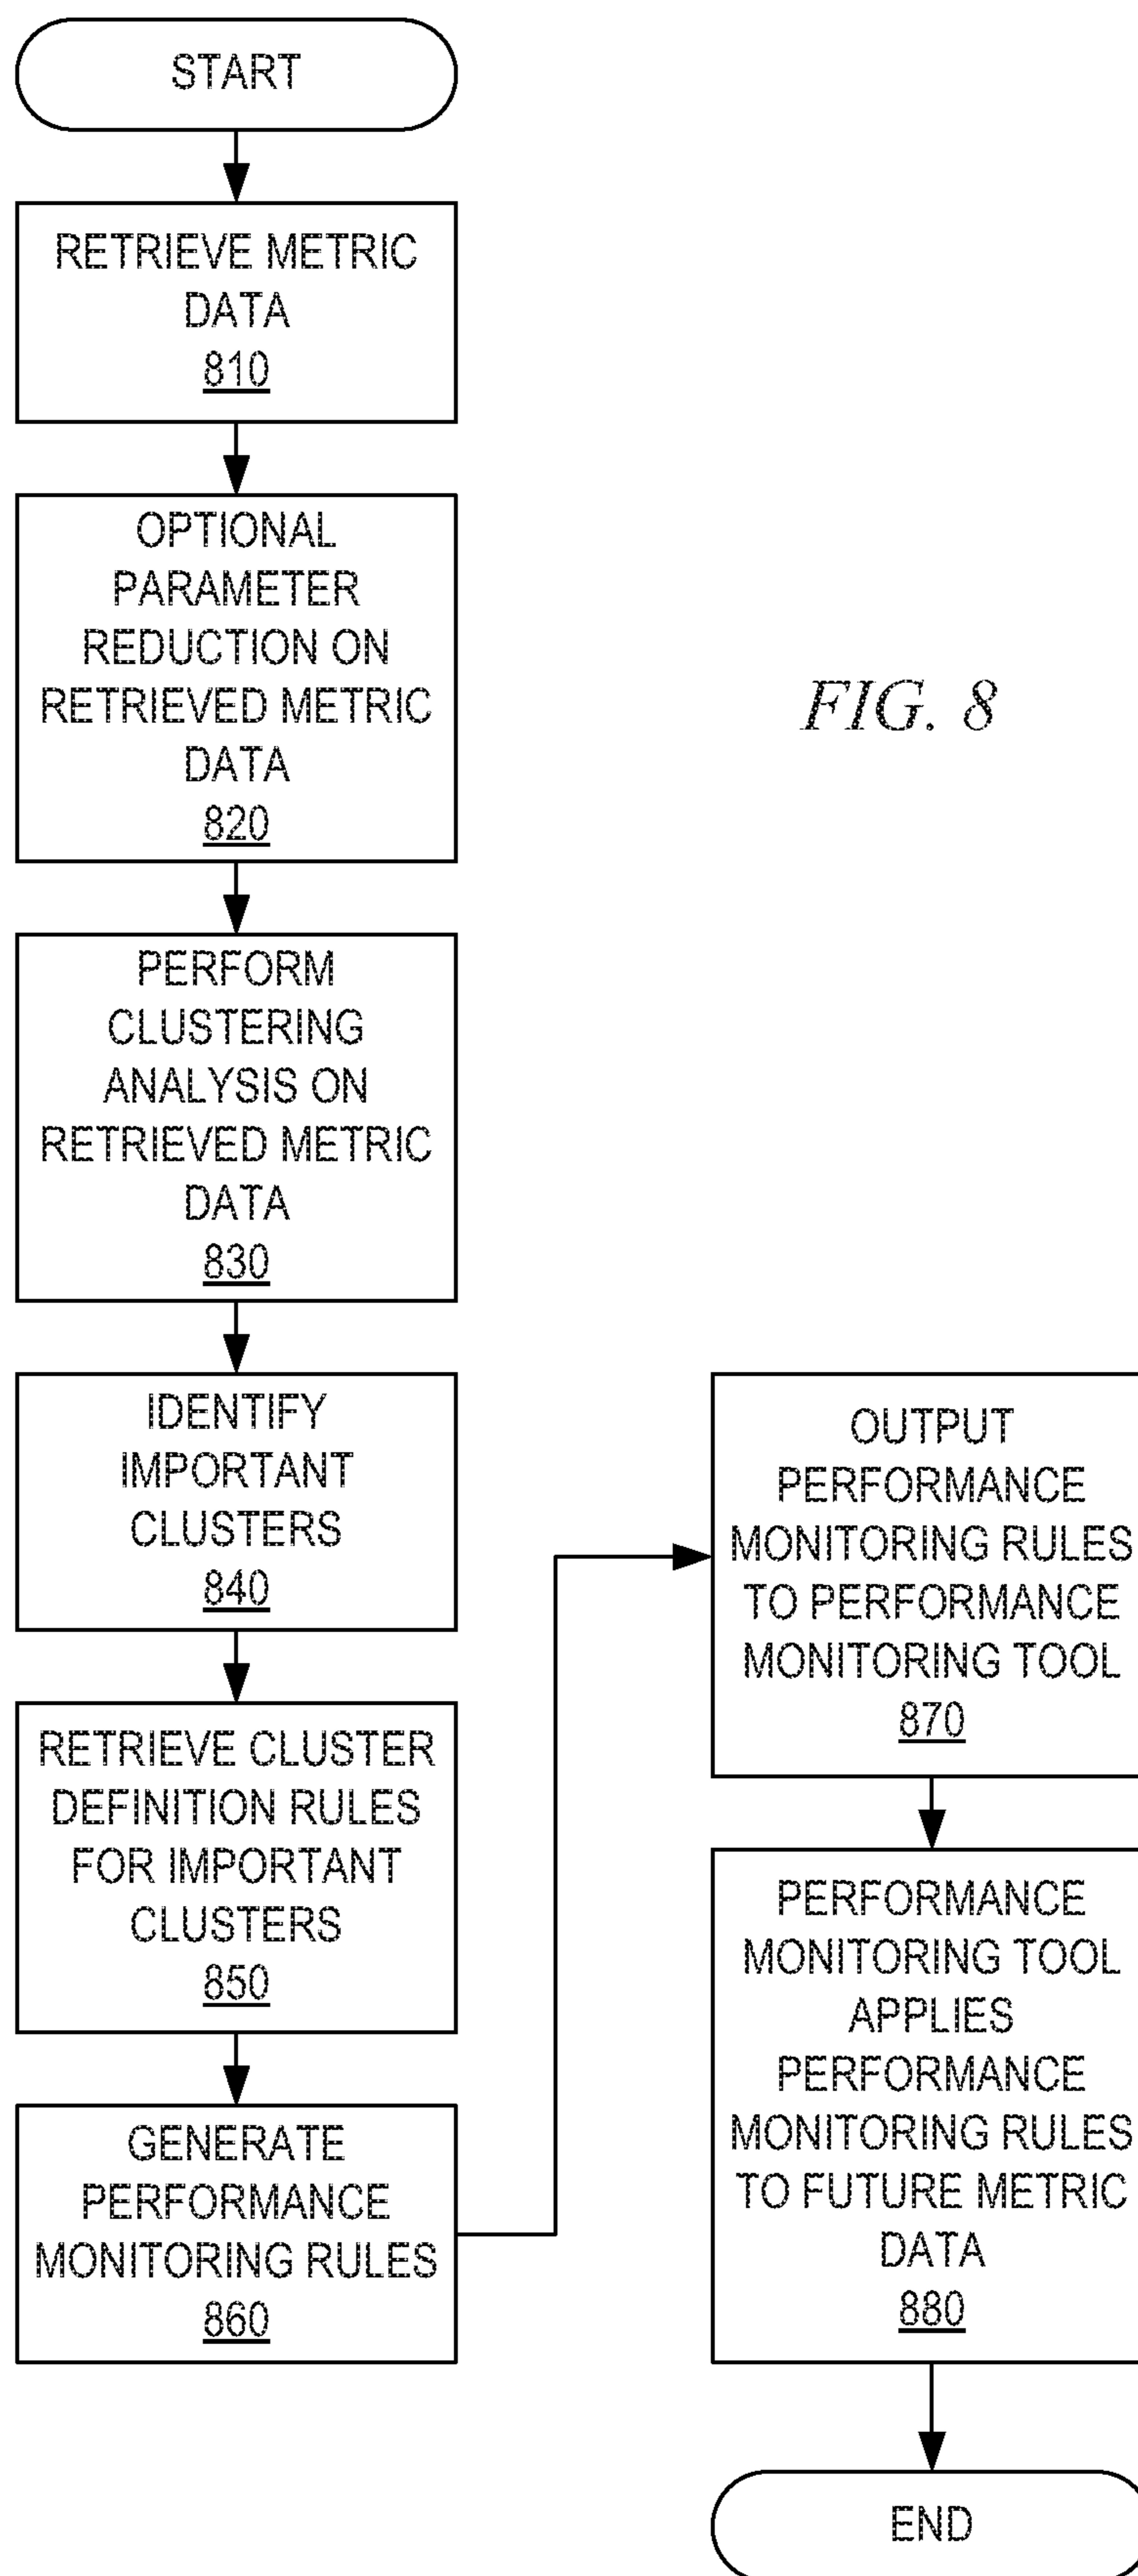 START
RETRIEVE METRIC
DATA
810
OPTIONAL
PARAMETER
REDUCTION ON
RETRIEVED METRIC
DATA
820
PERFORM
CLUSTERING
ANALYSIS ON
RETRIEVED METRIC
DATA
830
IDENTIFY
IMPORTANT
CLUSTERS
840
RETRIEVE CLUSTER
DEFINITION RULES
FOR IMPORTANT
CLUSTERS
850
GENERATE
PERFORMANCE
MONITORING RULES
860
FIG. 8
OUTPUT
PERFORMANCE
MONITORING RULES
TO PERFORMANCE
MONITORING TOOL
870
PERFORMANCE
MONITORING TOOL
APPLIES
PERFORMANCE
MONITORING RULES
TO FUTURE METRIC
DATA
880
END